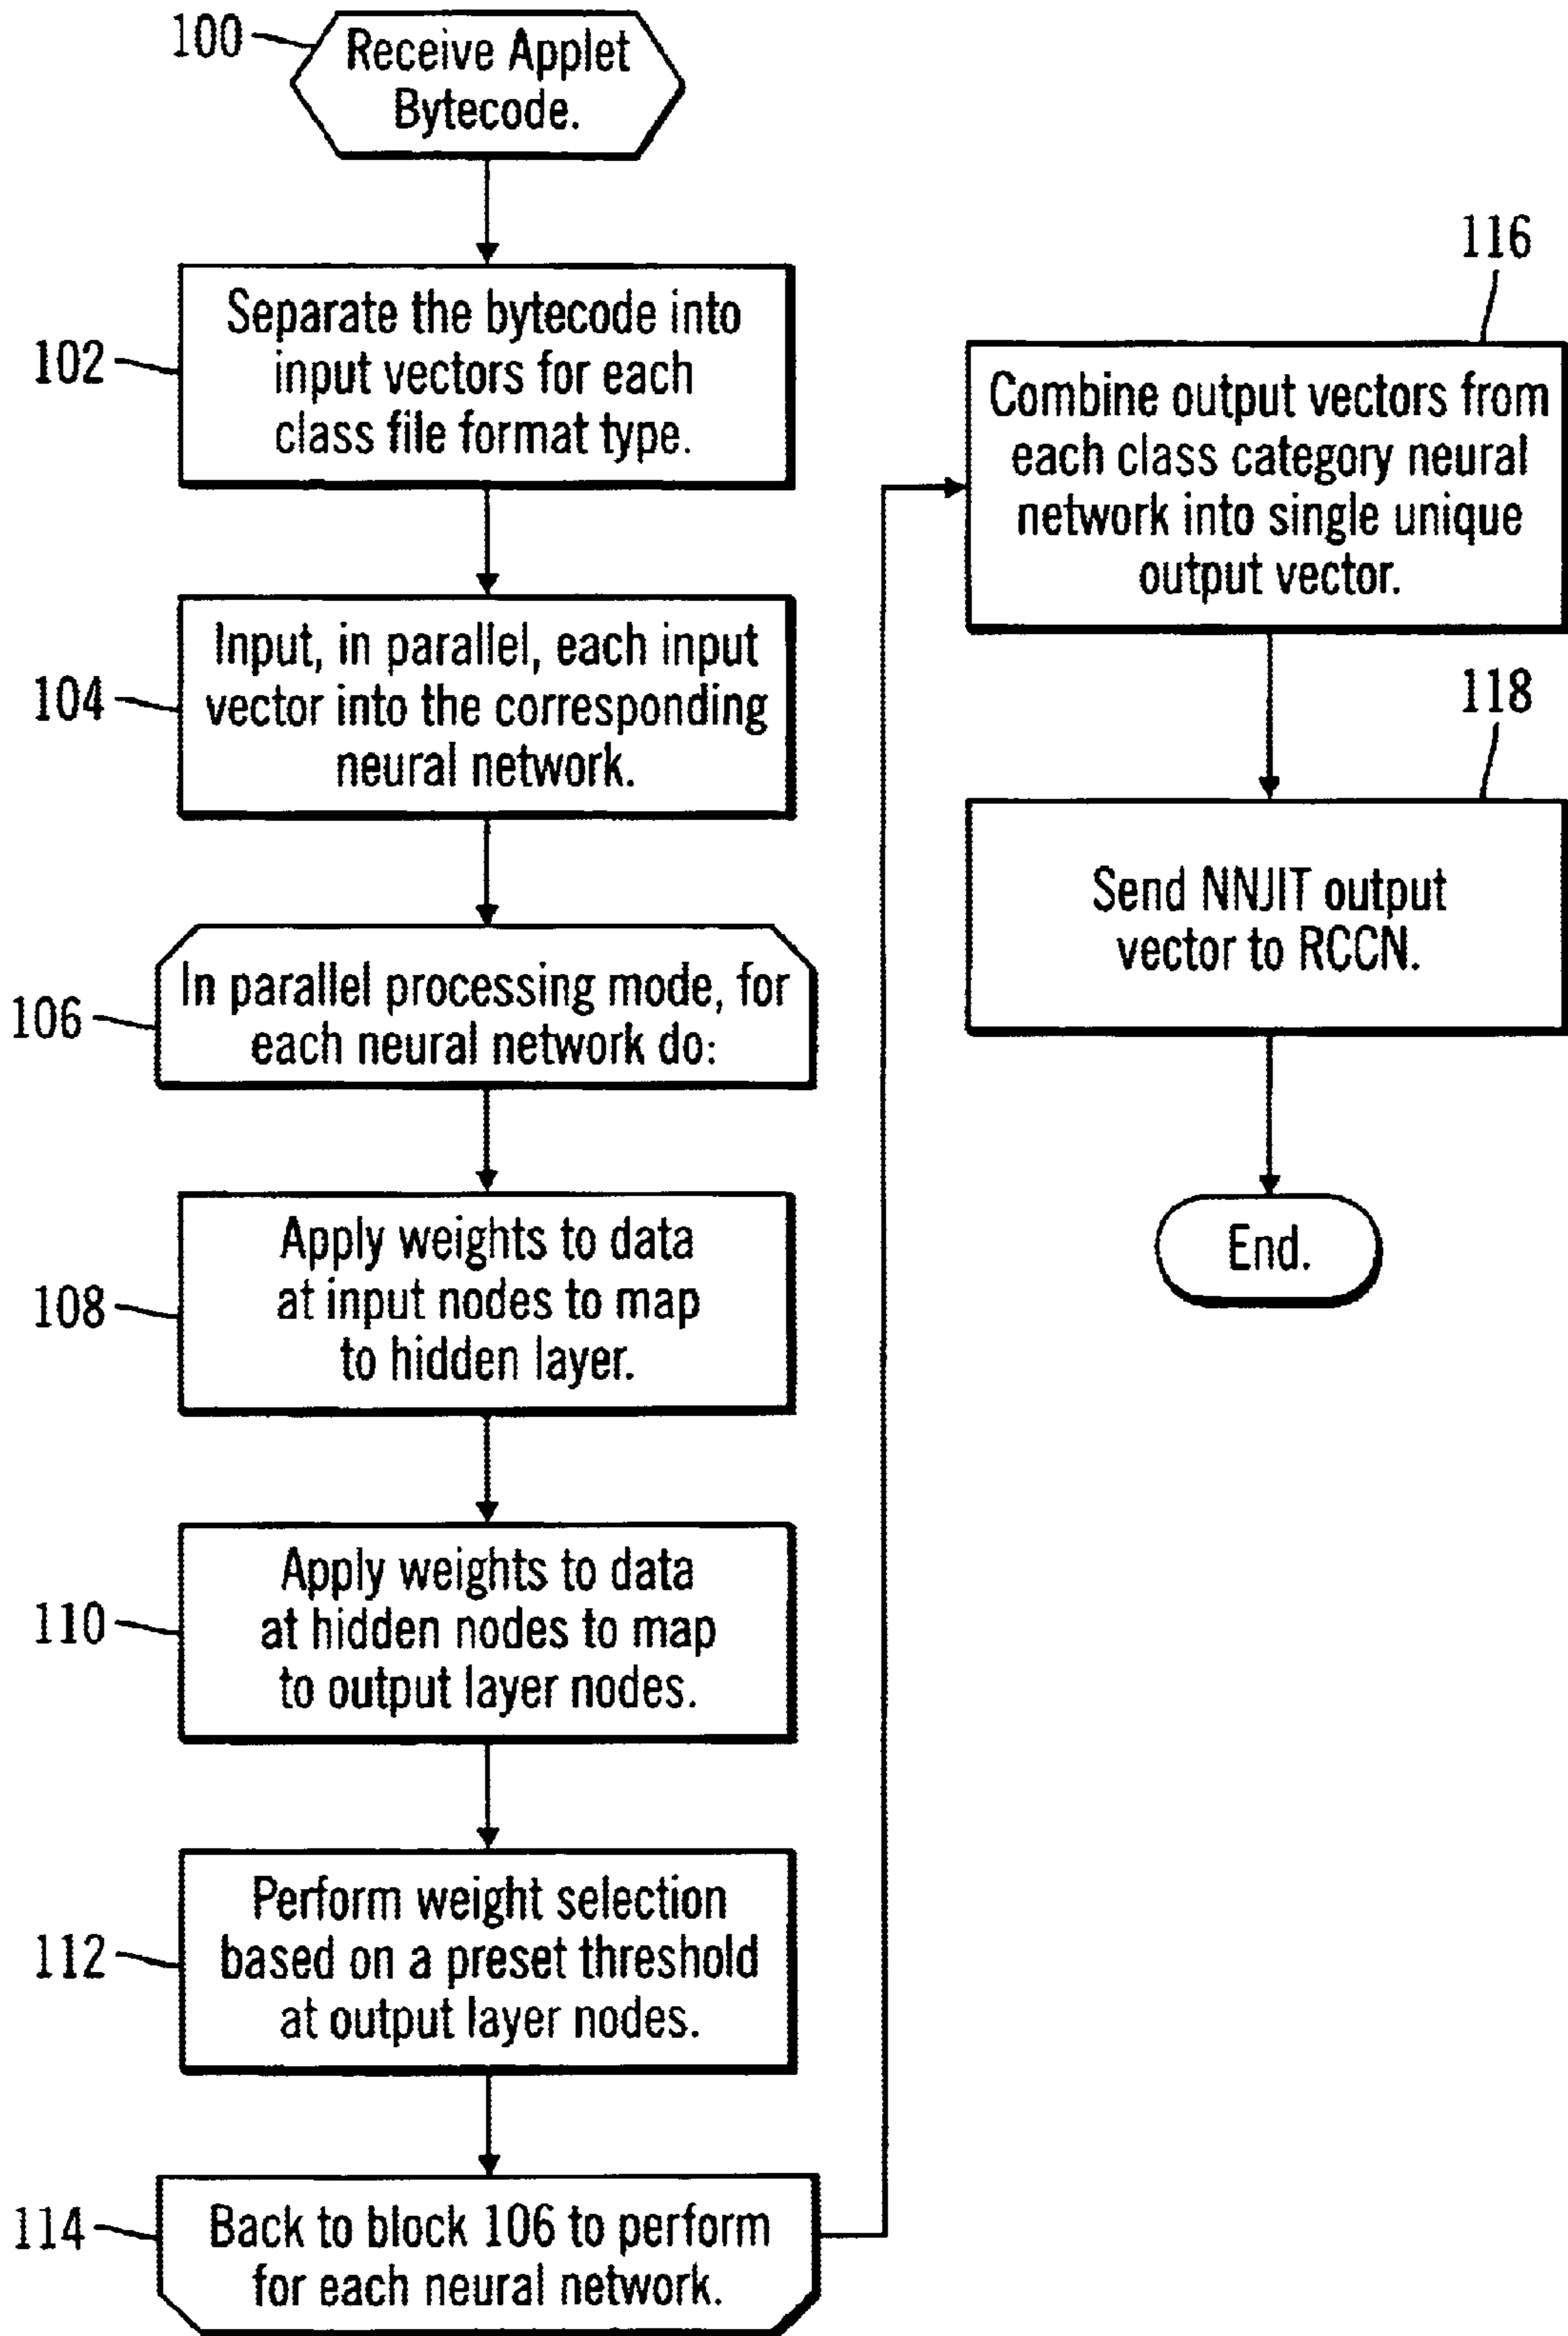 100
Receive Applet
Bytecode.
102
Separate the bytecode into
input vectors for each
class file format type.
104
Input, in parallel, each input
vector into the corresponding
neural network.
106
In parallel processing mode, for
each neural network do:
108
Apply weights to data
at input nodes to map
to hidden layer.
110
Apply weights to data
at hidden nodes to map
to output layer nodes.
112
Perform weight selection
based on a preset threshold
at output layer nodes.
114
Back to block 106 to perform
for each neural network.
116
Combine output vectors from
each class category neural
network into single unique
output vector.
118
Send NNJIT output
vector to RCCN.
End.